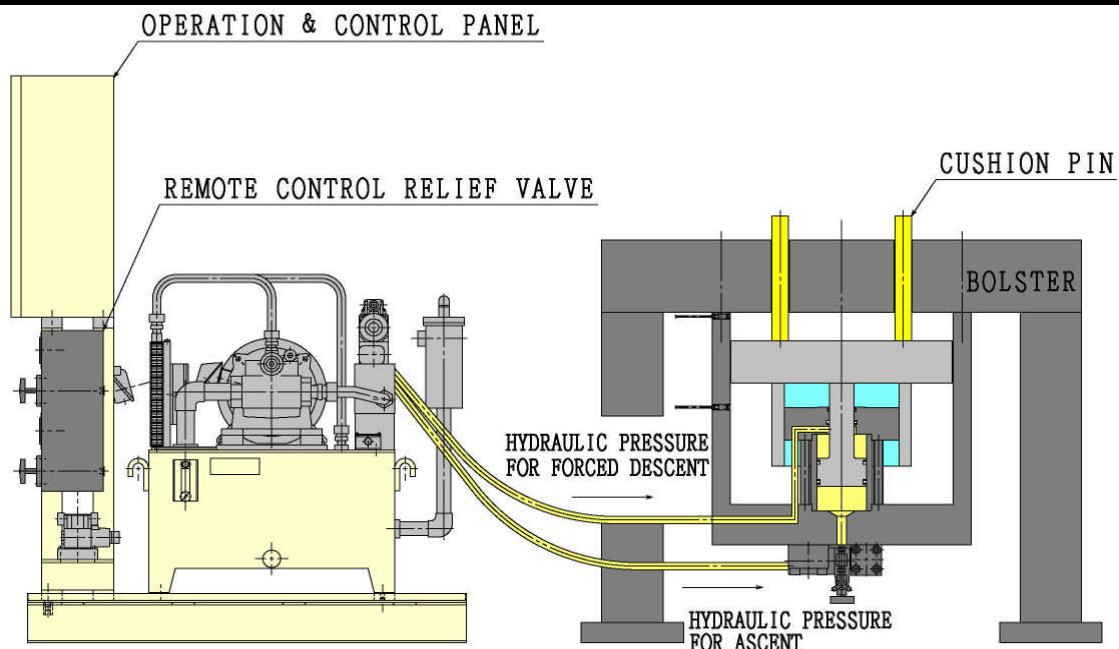 OPERATION & CONTROL PANEL
REMOTE CONTROL RELIEF VALVE
CUSHION PIN
BOLSTER
HYDRAULIC PRESSURE
FOR FORCED DESCENT
HYDRAULIC PRESSURE
FOR ASCENT